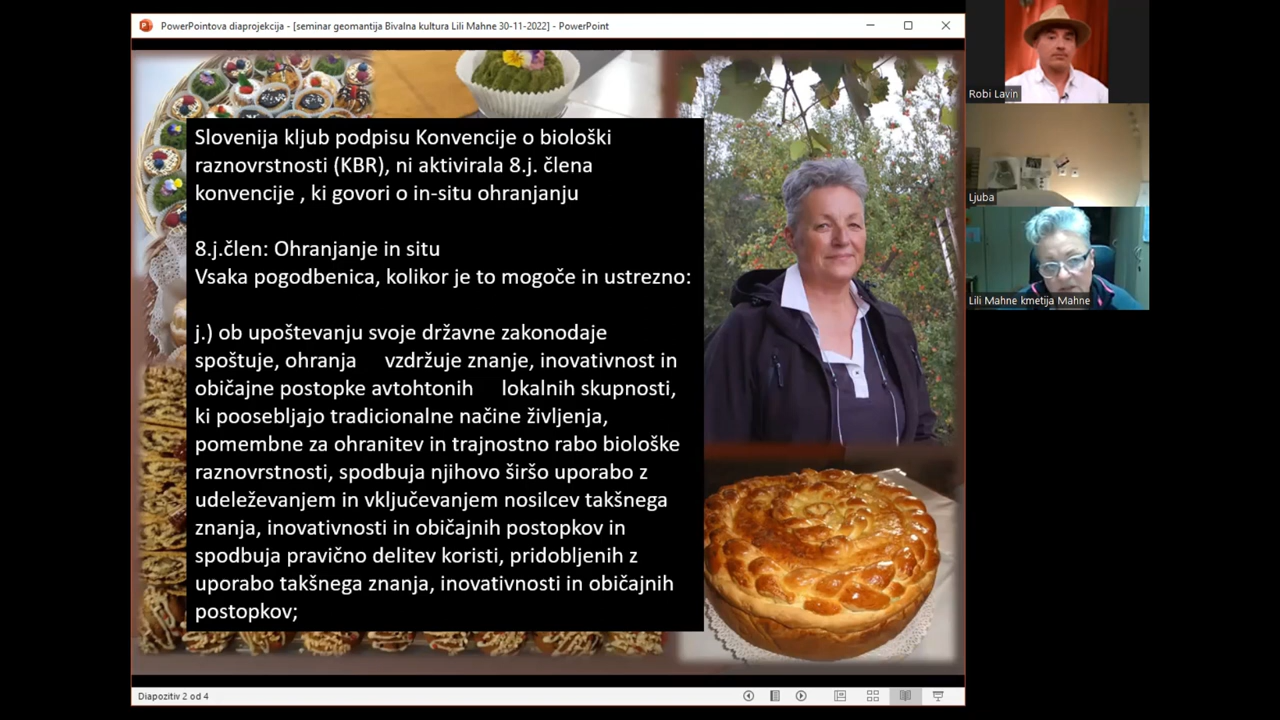 PowerPointova diaprojekcija - [seminar geomantija Bivalna kultura Lili Mahne 30-11-2022] - PowerPoint
Slovenija kljub podpisu Konvencije o biološki
raznovrstnosti (KBR), ni aktivirala 8.j. člena
konvencije , ki govori o in-situ ohranjanju
8.j.člen: Ohranjanje in situ
Vsaka pogodbenica, kolikor je to mogoče in ustrezno:
j.) ob upoštevanju svoje državne zakonodaje
spoštuje, ohranja vzdržuje znanje, inovativnost in
običajne postopke avtohtonih lokalnih skupnosti,
ki poosebljajo tradicionalne načine življenja,
pomembne za ohranitev in trajnostno rabo biološke
raznovrstnosti, spodbuja njihovo širšo uporabo z
udeleževanjem in vključevanjem nosilcev takšnega
znanja, inovativnosti in običajnih postopkov in
spodbuja pravično delitev koristi, pridobljenih z
uporabo takšnega znanja, inovativnosti in običajnih
postopkov;
Diapozitiv 2 od 4
Robi Lavin
Ljuba
Lili Mahne kmetija Mahne